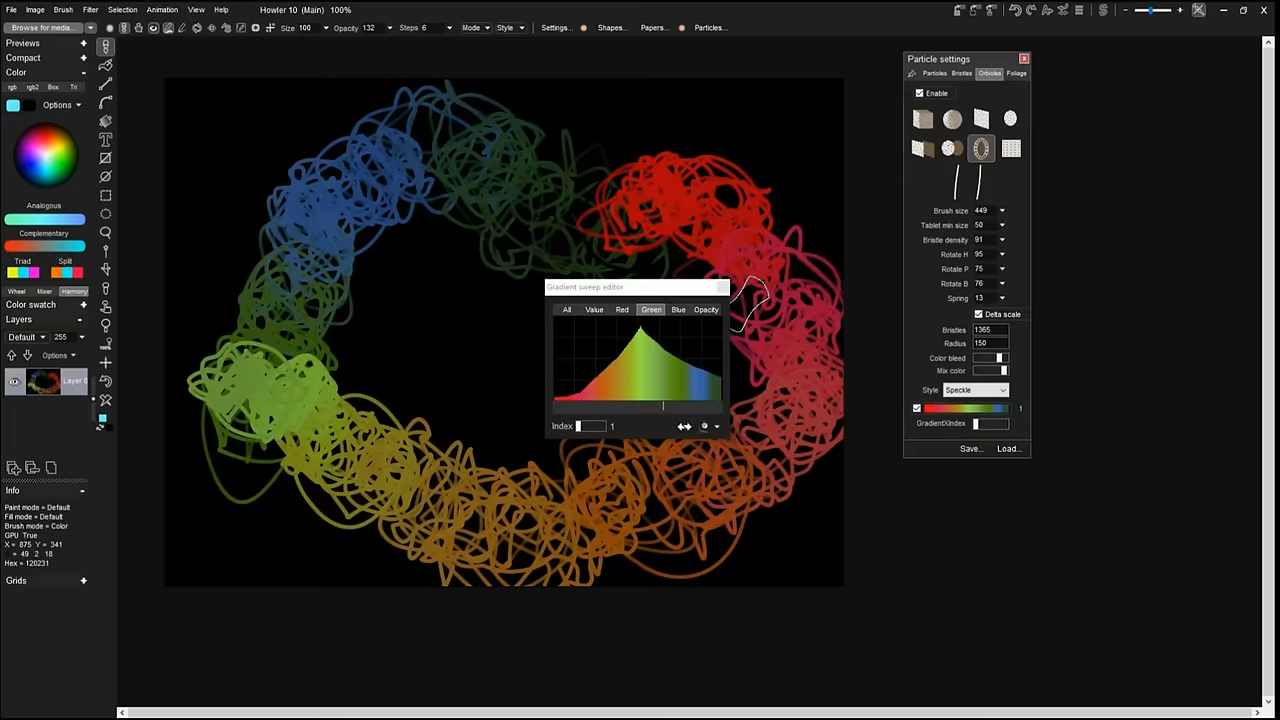 File Image Brush Filter Selection Animation View Help Howler 10 (Main) 100%
Browse for media... Size 100 Opacity 132 Steps 6 Mode Style Settings... Shapes... Papers... Particles...
Previews +
Compact +
Color -
rgb rgb2 Box Tri
Options
Analogous
Complementary
Triad Split
Wheel Mixer Harmony
Color swatch +
Layers -
Default 255
Options
Layer
Info -
Paint mode = Default
Fill mode = Default
Brush mode = Color
GPU True
X = 875 Y = 341
= 49 2 18
Hex = 120231
Grids +
Gradient sweep editor
All Value Red Green Blue Opacity
Index 1
Particle settings
Particles Bristles Orbicles Foliage
Enable
Brush size 449
Tablet min size 50
Bristle density 91
Rotate H 95
Rotate P 75
Rotate B 76
Spring 13
Delta scale
Bristles 1365
Radius 150
Color bleed
Mix color
Style Speckle
1
GradientXIndex
Save... Load...